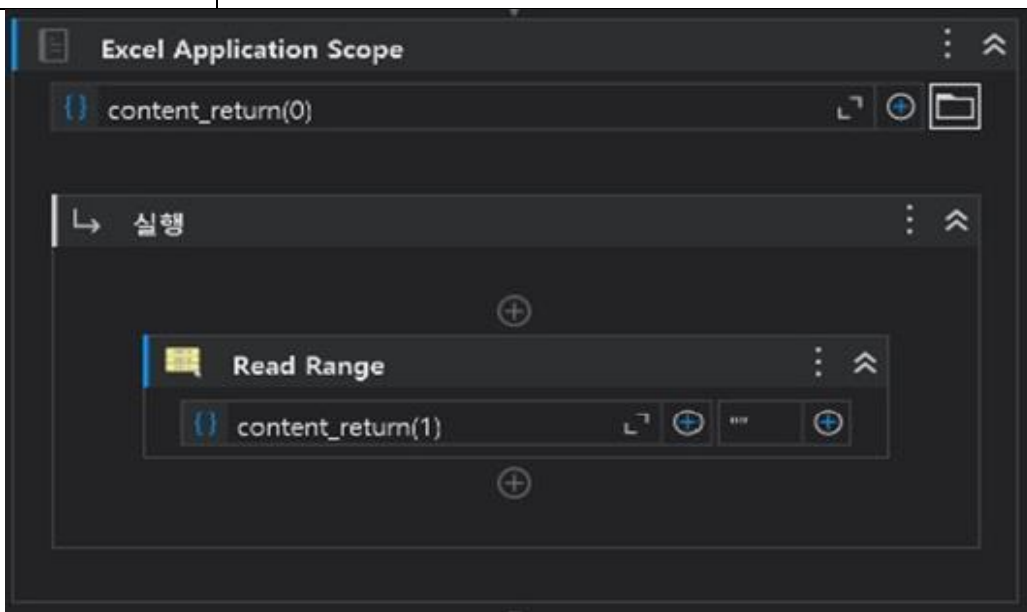 Excel Application Scope
{} content_return(0)
실행
Read Range
{} content_return(1) ""